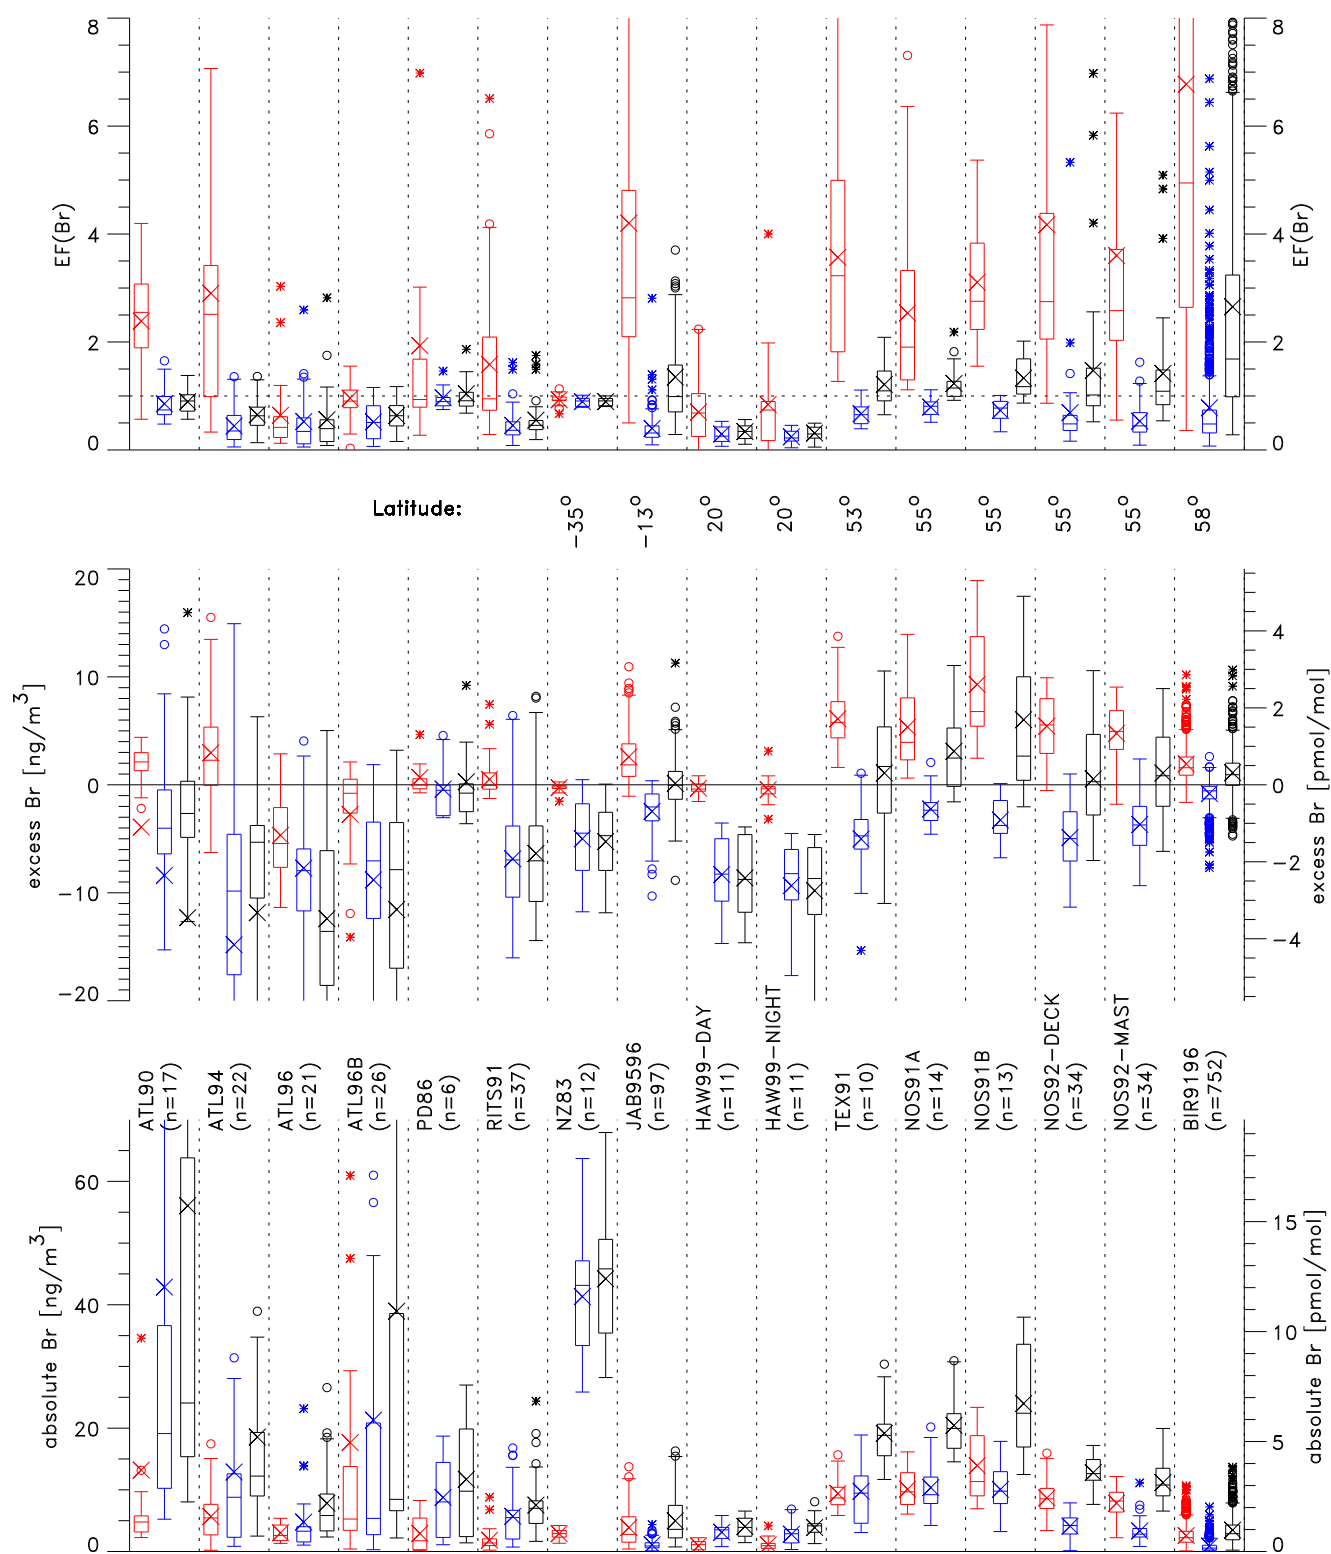 8
6
4
2
0
EF(Br)
8
6
4
2
0
EF(Br)
Latitude:
−35°
−13°
20°
20°
53°
55°
55°
55°
55°
58°
20
10
0
−10
−20
excess Br [ng/m³]
4
2
0
−2
−4
excess Br [pmol/mol]
ATL90
(n=17)
ATL94
(n=22)
ATL96
(n=21)
ATL96B
(n=26)
PD86
(n=6)
RITS91
(n=37)
NZ83
(n=12)
JAB9596
(n=97)
HAW99−DAY
(n=11)
HAW99−NIGHT
(n=11)
TEX91
(n=10)
NOS91A
(n=14)
NOS91B
(n=13)
NOS92−DECK
(n=34)
NOS92−MAST
(n=34)
BIR9196
(n=752)
60
40
20
0
absolute Br [ng/m³]
15
10
5
0
absolute Br [pmol/mol]